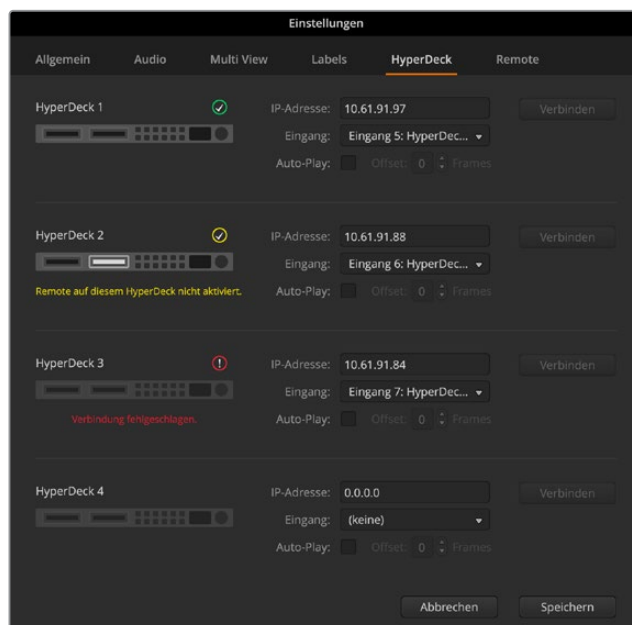 Einstellungen
Allgemein Audio Multi View Labels HyperDeck Remote
HyperDeck 1 IP-Adresse: 10.61.91.97 Verbinden
Eingang: Eingang 5: HyperDec...
Auto-Play: Offset: 0 Frames
HyperDeck 2 IP-Adresse: 10.61.91.88 Verbinden
Eingang: Eingang 6: HyperDec...
Remote auf diesem HyperDeck nicht aktiviert. Auto-Play: Offset: 0 Frames
HyperDeck 3 IP-Adresse: 10.61.91.84 Verbinden
Eingang: Eingang 7: HyperDec...
Verbindung fehlgeschlagen. Auto-Play: Offset: 0 Frames
HyperDeck 4 IP-Adresse: 0.0.0.0 Verbinden
Eingang: (keine)
Auto-Play: Offset: 0 Frames
Abbrechen Speichern